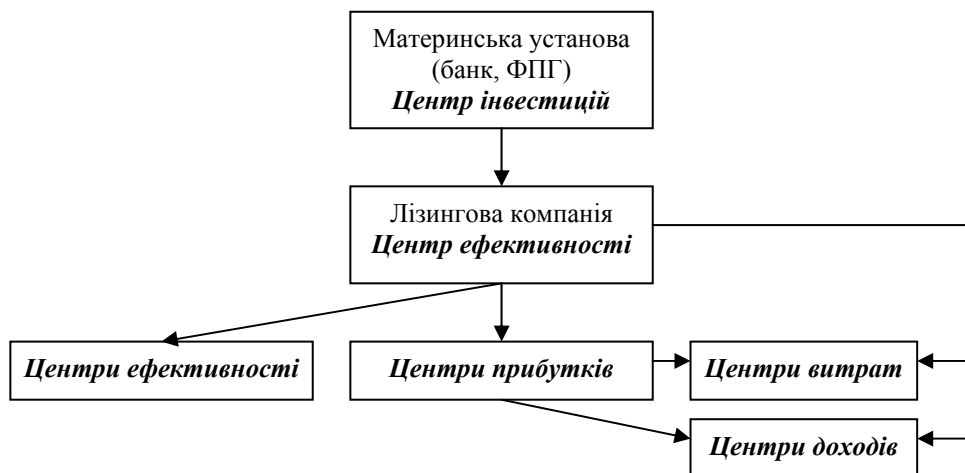 Материнська установа
(банк, ФПГ)
Центр інвестицій
Лізингова компанія
Центр ефективності
Центри ефективності
Центри прибутків
Центри витрат
Центри доходів